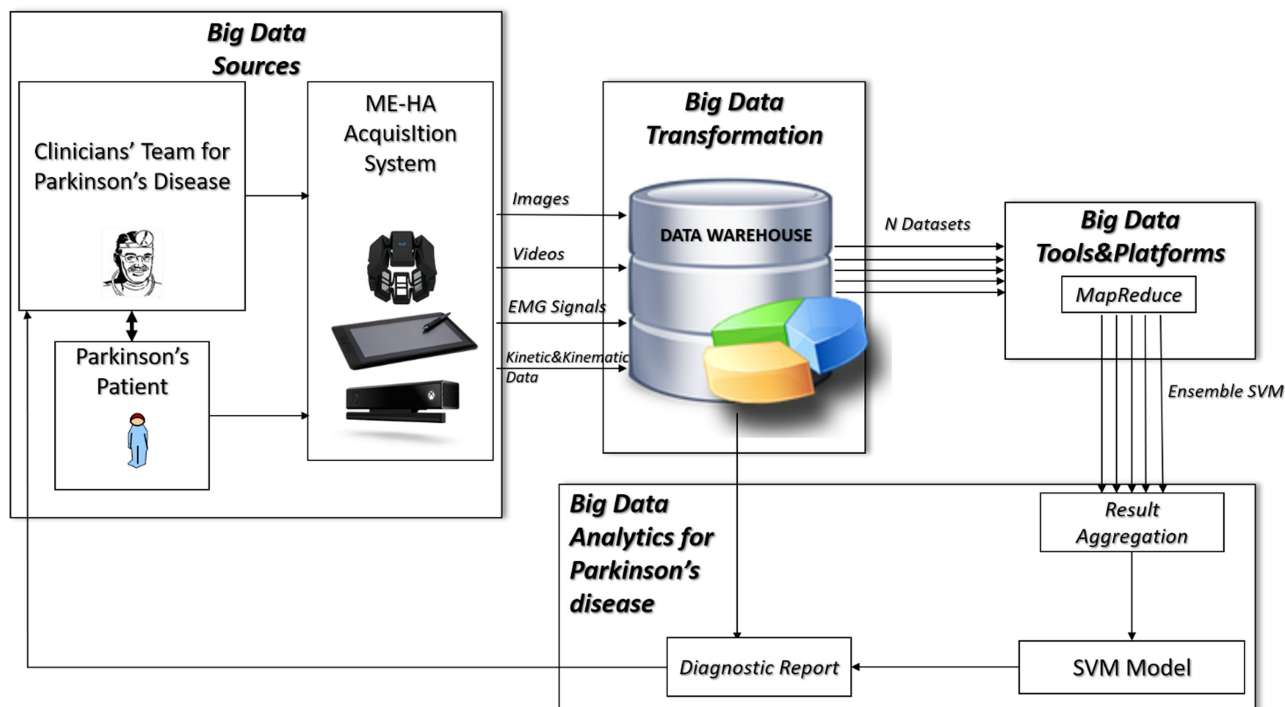 Big Data
Sources
Clinicians' Team for
Parkinson's Disease
Parkinson's
Patient
ME-HA
AcquisItion
System
Images
Videos
EMG Signals
Kinetic&Kinematic
Data
Big Data
Transformation
DATA WAREHOUSE
N Datasets
Big Data
Tools&Platforms
MapReduce
Ensemble SVM
Big Data
Analytics for
Parkinson's
disease
Result
Aggregation
SVM Model
Diagnostic Report